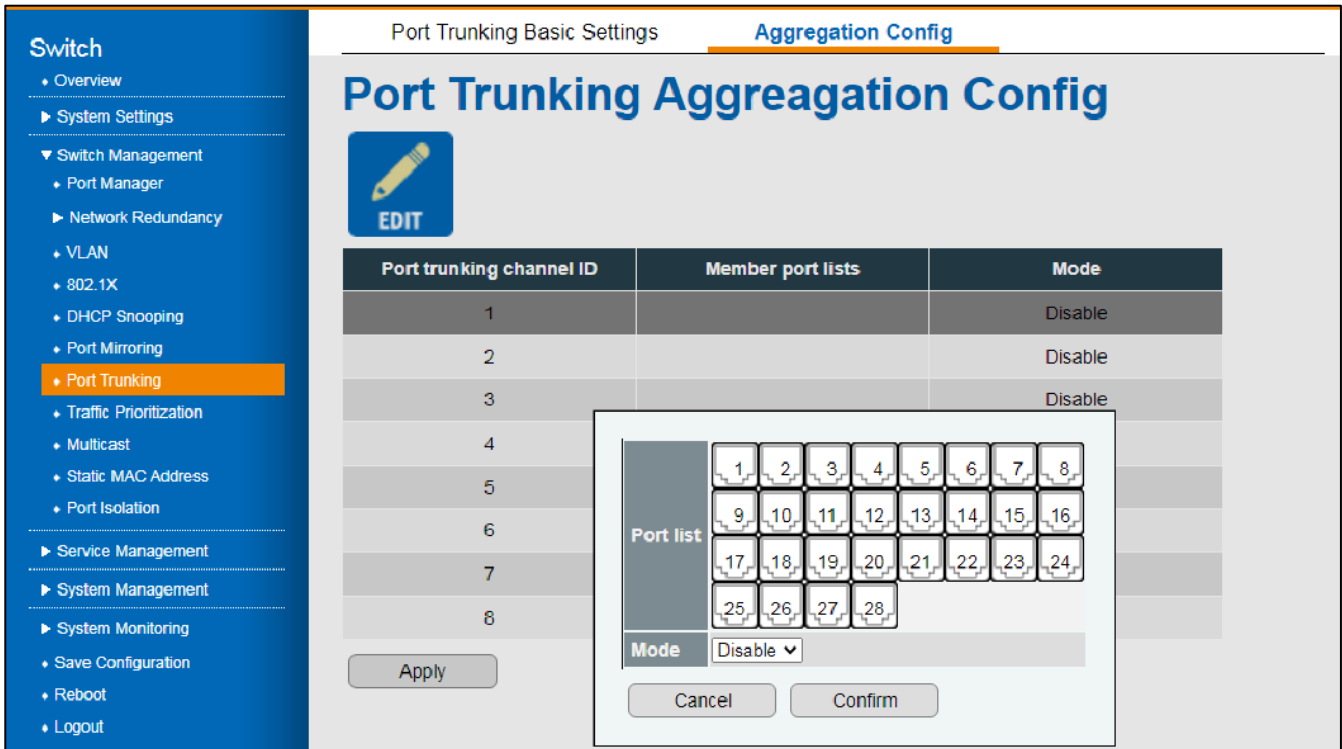 Switch
Overview
System Settings
Switch Management
Port Manager
Network Redundancy
VLAN
802.1X
DHCP Snooping
Port Mirroring
Port Trunking
Traffic Prioritization
Multicast
Static MAC Address
Port Isolation
Service Management
System Management
System Monitoring
Save Configuration
Reboot
Logout
Port Trunking Basic Settings Aggregation Config
Port Trunking Aggreagation Config
EDIT
Port trunking channel ID Member port lists Mode
1 Disable
2 Disable
3 Disable
4
5
6
7
8
Apply
Port list
1 2 3 4 5 6 7 8
9 10 11 12 13 14 15 16
17 18 19 20 21 22 23 24
25 26 27 28
Mode Disable
Cancel Confirm